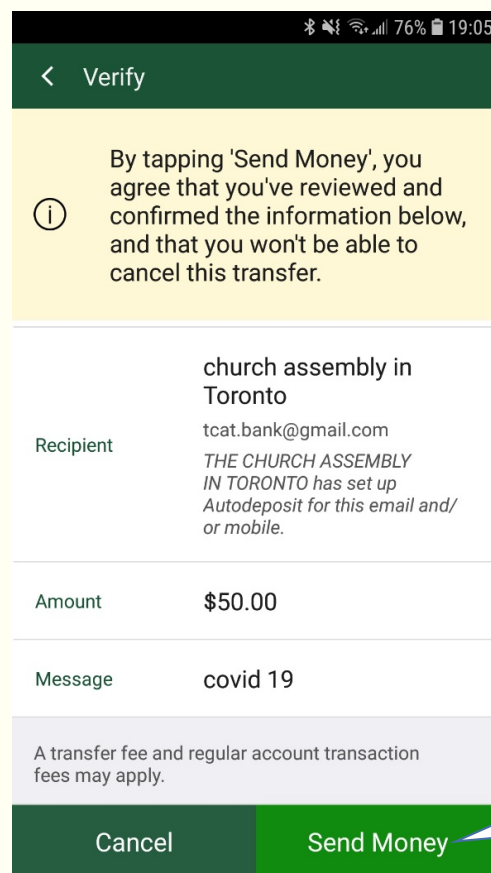 76% 19:05
Verify
By tapping 'Send Money', you
agree that you've reviewed and
confirmed the information below,
and that you won't be able to
cancel this transfer.
church assembly in
Toronto
Recipient
tcat.bank@gmail.com
THE CHURCH ASSEMBLY
IN TORONTO has set up
Autodeposit for this email and/
or mobile.
Amount $50.00
Message covid 19
A transfer fee and regular account transaction
fees may apply.
Cancel Send Money